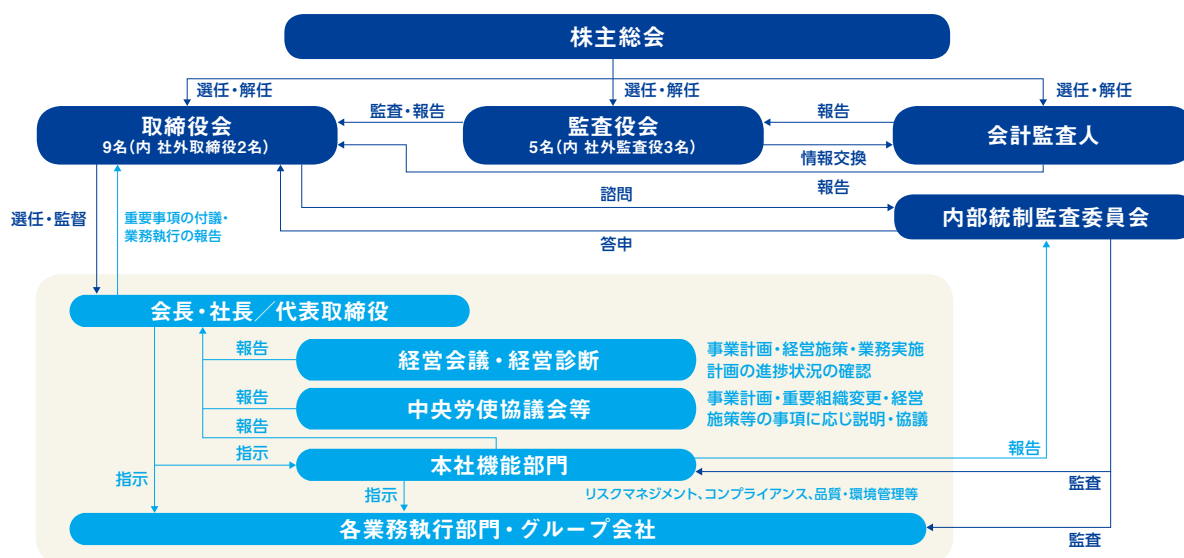 株主総会
選任・解任
選任・解任
選任・解任
取締役会
9名(内 社外取締役2名)
監査・報告
監査役会
5名(内 社外監査役3名)
報告
情報交換
会計監査人
報告
諮問
答申
内部統制監査委員会
選任・監督
重要事項の付議・
業務執行の報告
会長・社長／代表取締役
報告
経営会議・経営診断
事業計画・経営施策・業務実施
計画の進捗状況の確認
報告
中央労使協議会等
事業計画・重要組織変更・経営
施策等の事項に応じ説明・協議
報告
指示
本社機能部門
報告
指示
指示
リスクマネジメント、コンプライアンス、品質・環境管理等
監査
各業務執行部門・グループ会社
監査